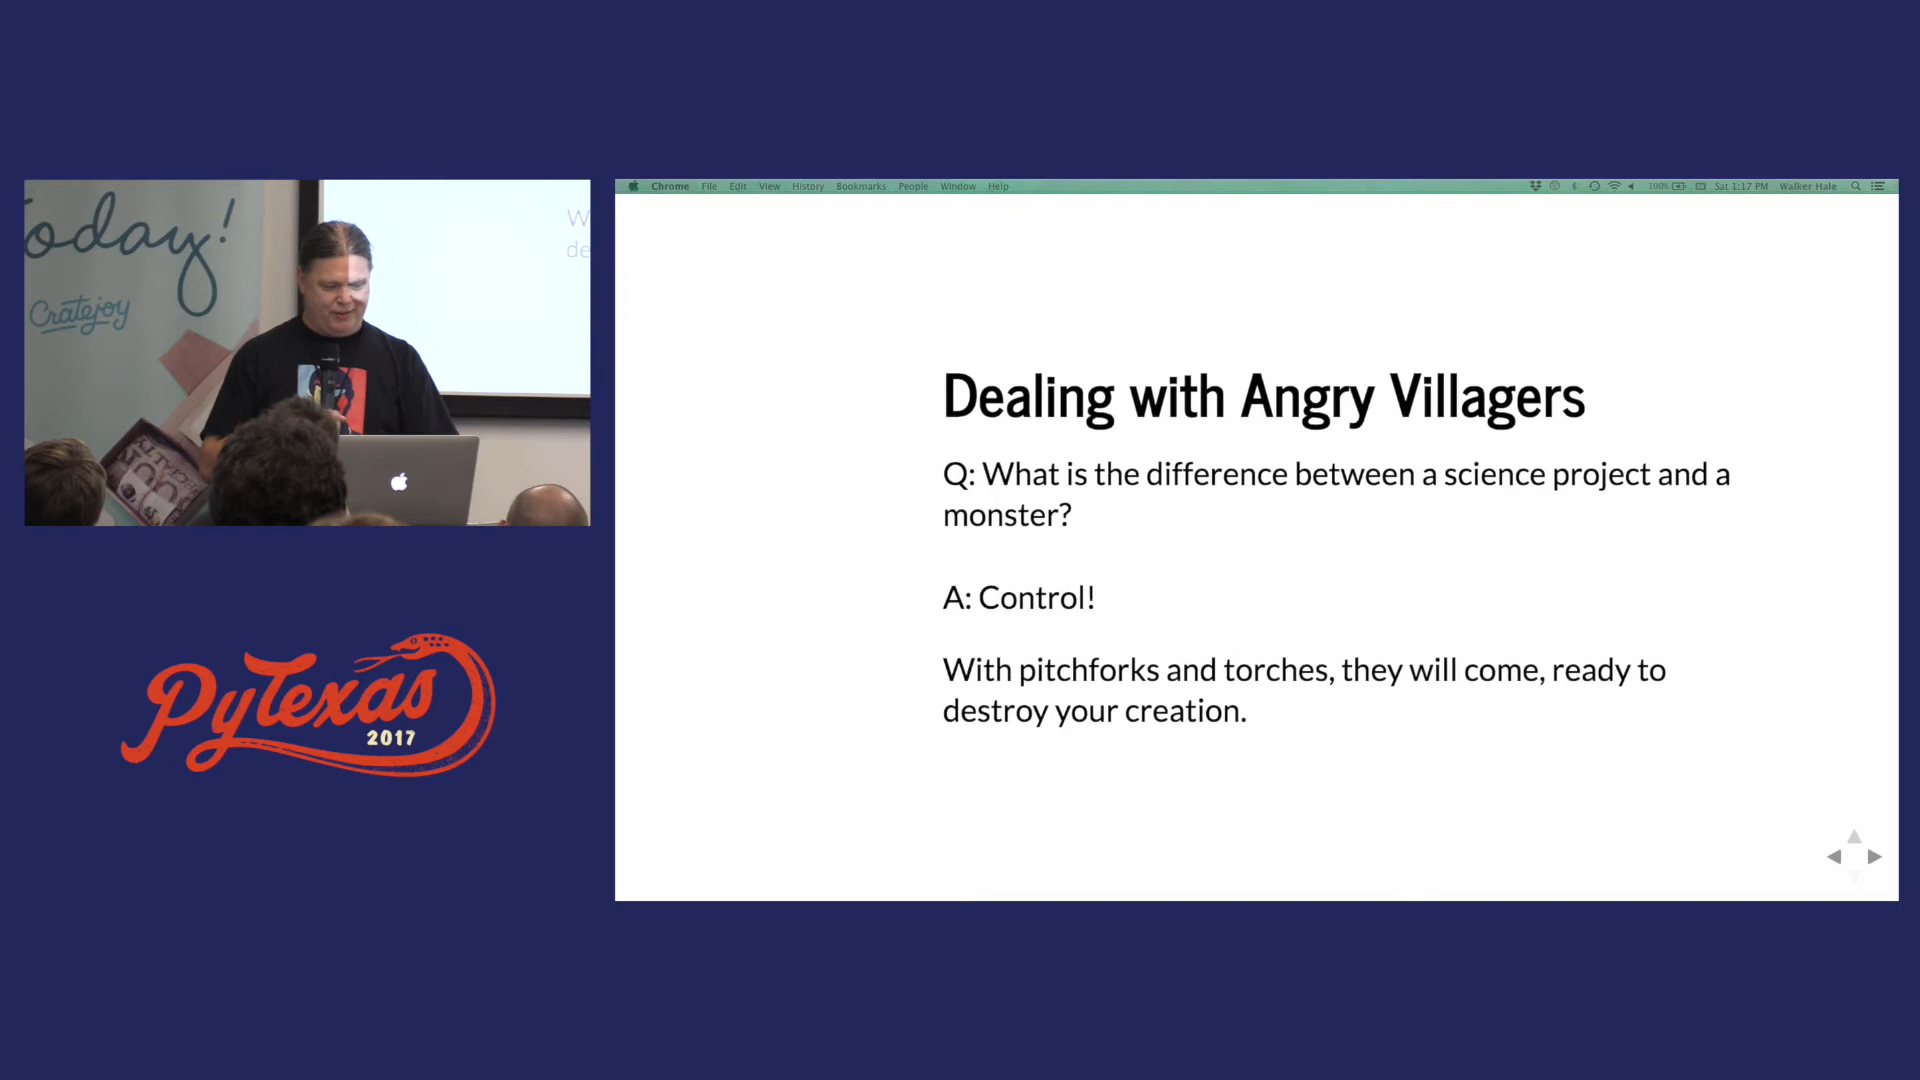 Today!
Cratejoy
W
de
PyTexas
2017
Chrome File Edit View History Bookmarks People Window Help 100% Sat 1:17 PM Walker Hale
Dealing with Angry Villagers
Q: What is the difference between a science project and a
monster?
A: Control!
With pitchforks and torches, they will come, ready to
destroy your creation.